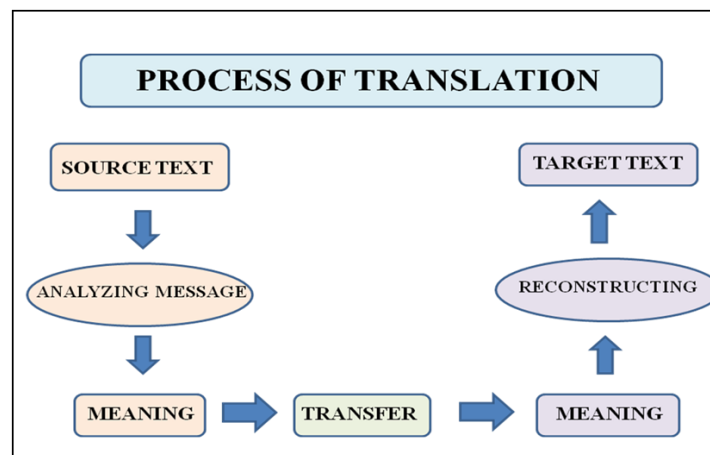 PROCESS OF TRANSLATION
SOURCE TEXT
TARGET TEXT
ANALYZING MESSAGE
RECONSTRUCTING
MEANING
TRANSFER
MEANING